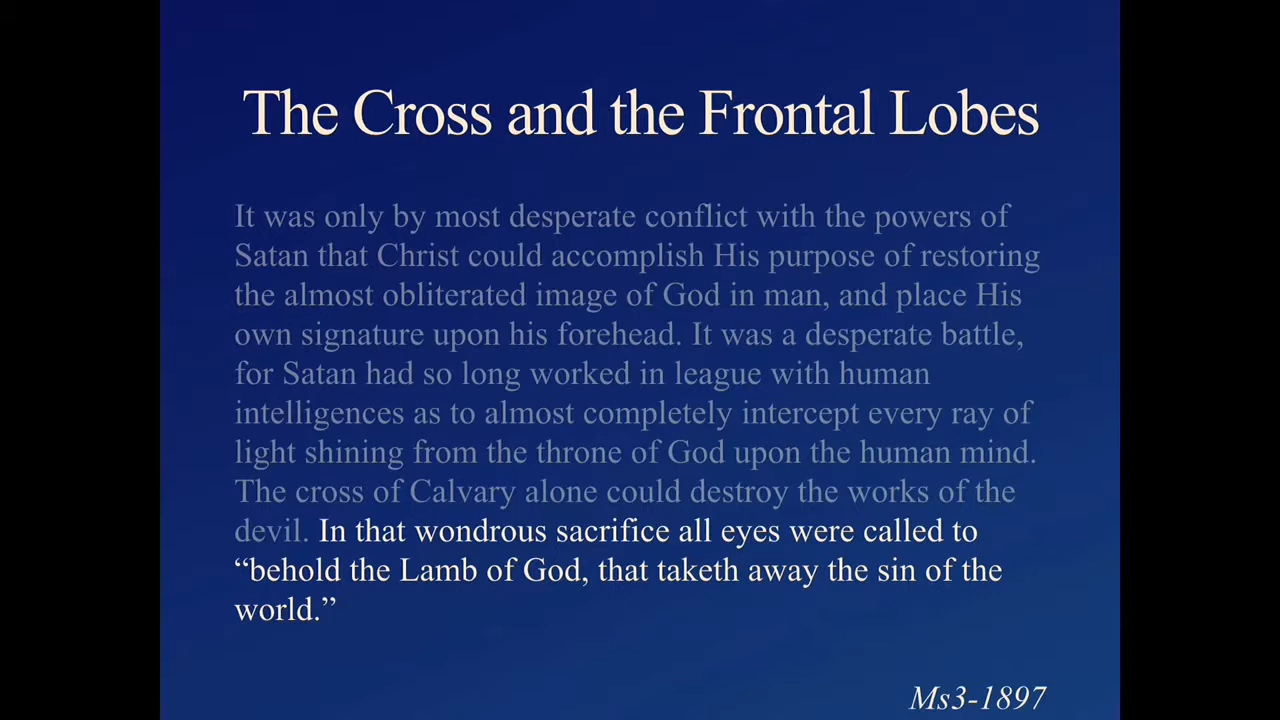 The Cross and the Frontal Lobes
It was only by most desperate conflict with the powers of
Satan that Christ could accomplish His purpose of restoring
the almost obliterated image of God in man, and place His
own signature upon his forehead. It was a desperate battle,
for Satan had so long worked in league with human
intelligences as to almost completely intercept every ray of
light shining from the throne of God upon the human mind.
The cross of Calvary alone could destroy the works of the
devil. In that wondrous sacrifice all eyes were called to
“behold the Lamb of God, that taketh away the sin of the
world.”
Ms3-1897